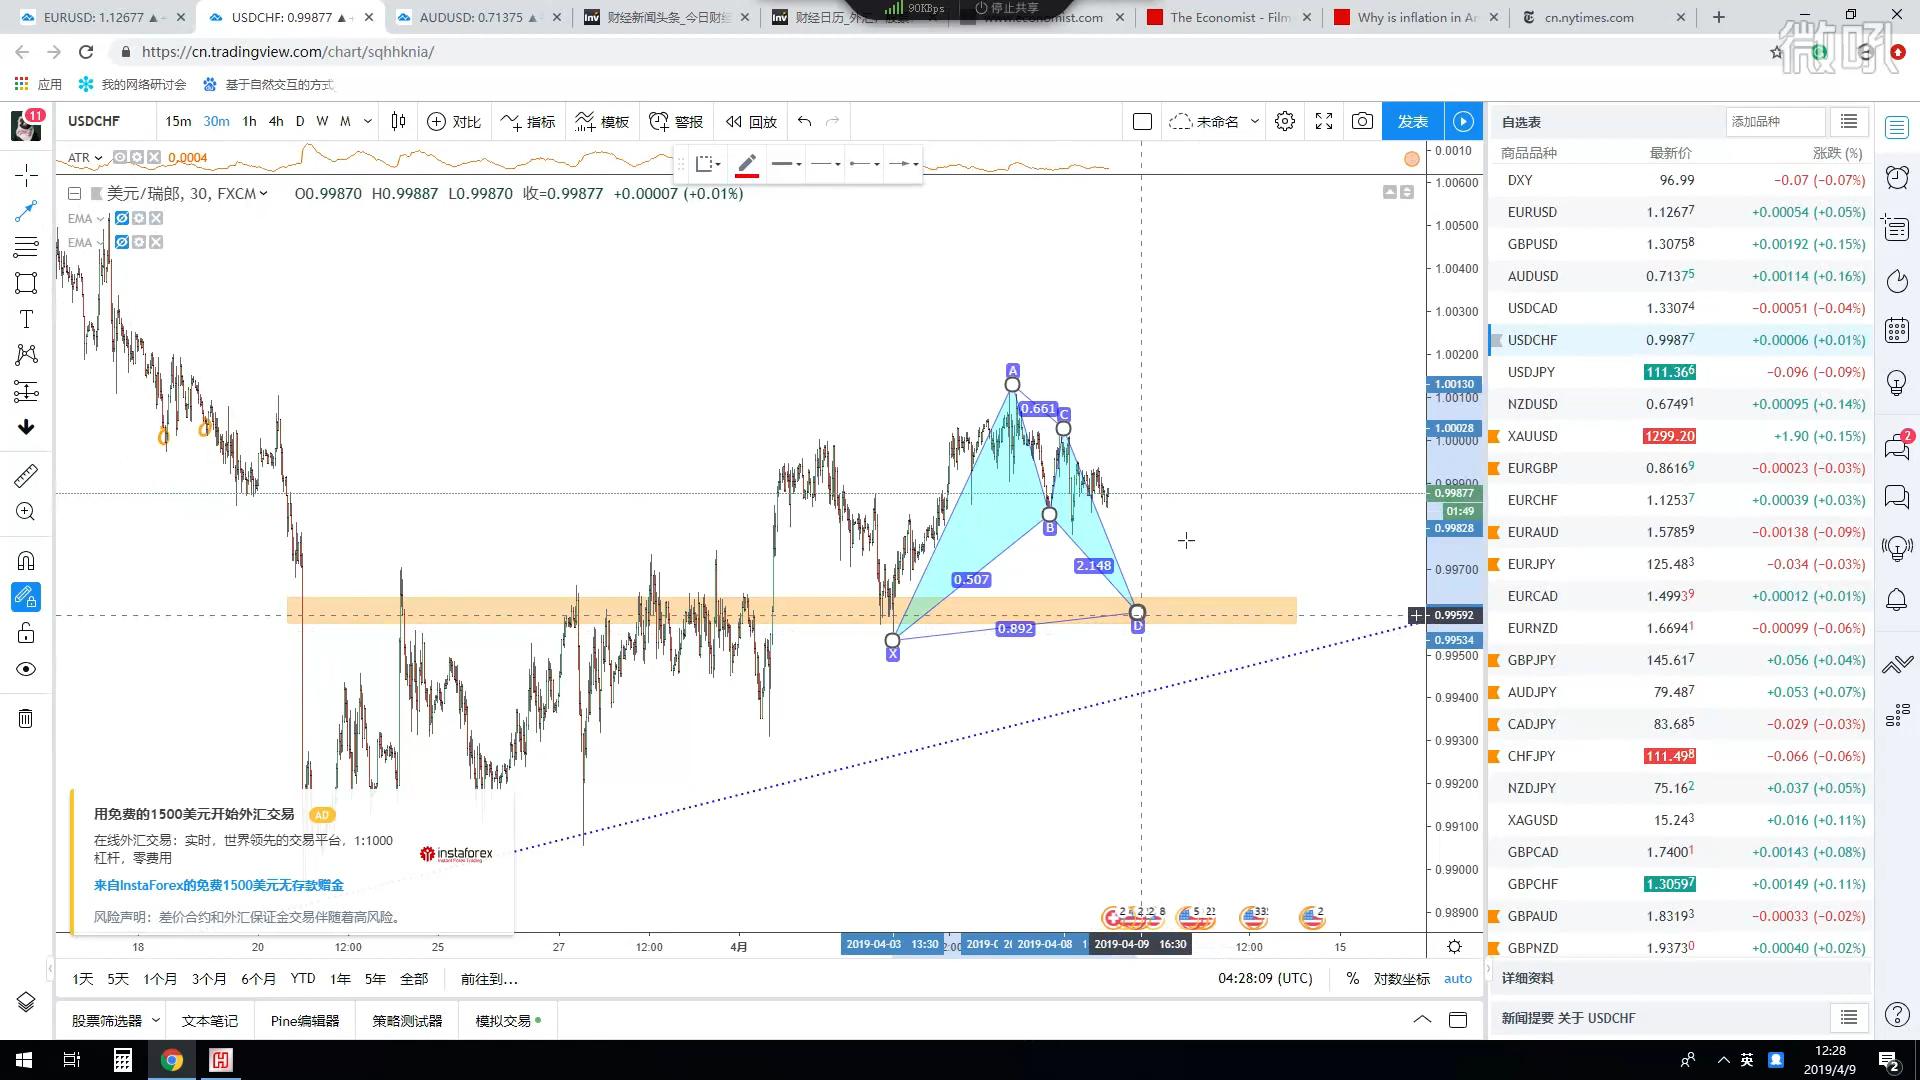 EURUSD: 1.12677
USDCHF: 0.99877
AUDUSD: 0.71375
财经新闻头条_今日财经
财经日历_外汇,股票
90KBps
停止共享
www.economist.com
The Economist - Film
Why is inflation in Ar
cn.nytimes.com
微吼
https://cn.tradingview.com/chart/sqhhknia/
应用
我的网络研讨会
基于自然交互的方式
11
USDCHF
15m 30m 1h 4h D W M
对比
指标
模板
警报
回放
未命名
发表
ATR 0.0004
美元/瑞郎, 30, FXCM
O0.99870 H0.99887 L0.99870 收=0.99877 +0.00007 (+0.01%)
EMA
EMA
A
0.661
C
B
0.507
2.148
0.892
X
D
0.0010
1.00600
1.00500
1.00400
1.00300
1.00200
1.00130
1.00100
1.00028
1.00000
0.99877
01:49
0.99828
0.99700
0.99592
0.99534
0.99500
0.99400
0.99300
0.99200
0.99100
0.99000
0.98900
用免费的1500美元开始外汇交易 AD
在线外汇交易:实时,世界领先的交易平台,1:1000
杠杆,零费用
instaforex
Instant Forex Trading
来自InstaForex的免费1500美元无存款赠金
风险声明:差价合约和外汇保证金交易伴随着高风险。
18 20 12:00 25 27 12:00 4月 2019-04-03 13:30 2019-04-08 2019-04-09 16:30 12:00 15
1天 5天 1个月 3个月 6个月 YTD 1年 5年 全部 前往到...
04:28:09 (UTC) % 对数坐标 auto
股票筛选器 文本笔记 Pine编辑器 策略测试器 模拟交易
自选表 添加品种
商品品种 最新价 涨跌 (%)
DXY 96.99 −0.07 (−0.07%)
EURUSD 1.12677 +0.00054 (+0.05%)
GBPUSD 1.30758 +0.00192 (+0.15%)
AUDUSD 0.71375 +0.00114 (+0.16%)
USDCAD 1.33074 −0.00051 (−0.04%)
USDCHF 0.99877 +0.00006 (+0.01%)
USDJPY 111.366 −0.096 (−0.09%)
NZDUSD 0.67491 +0.00095 (+0.14%)
XAUUSD 1299.20 +1.90 (+0.15%)
EURGBP 0.86169 −0.00023 (−0.03%)
EURCHF 1.12537 +0.00039 (+0.03%)
EURAUD 1.57859 −0.00138 (−0.09%)
EURJPY 125.483 −0.034 (−0.03%)
EURCAD 1.49939 +0.00012 (+0.01%)
EURNZD 1.66941 −0.00099 (−0.06%)
GBPJPY 145.617 +0.056 (+0.04%)
AUDJPY 79.487 +0.053 (+0.07%)
CADJPY 83.685 −0.029 (−0.03%)
CHFJPY 111.498 −0.066 (−0.06%)
NZDJPY 75.162 +0.037 (+0.05%)
XAGUSD 15.243 +0.016 (+0.11%)
GBPCAD 1.74001 +0.00143 (+0.08%)
GBPCHF 1.30597 +0.00149 (+0.11%)
GBPAUD 1.83193 −0.00033 (−0.02%)
GBPNZD 1.93730 +0.00040 (+0.02%)
详细资料
新闻提要 关于 USDCHF
2
英
12:28
2019/4/9
2